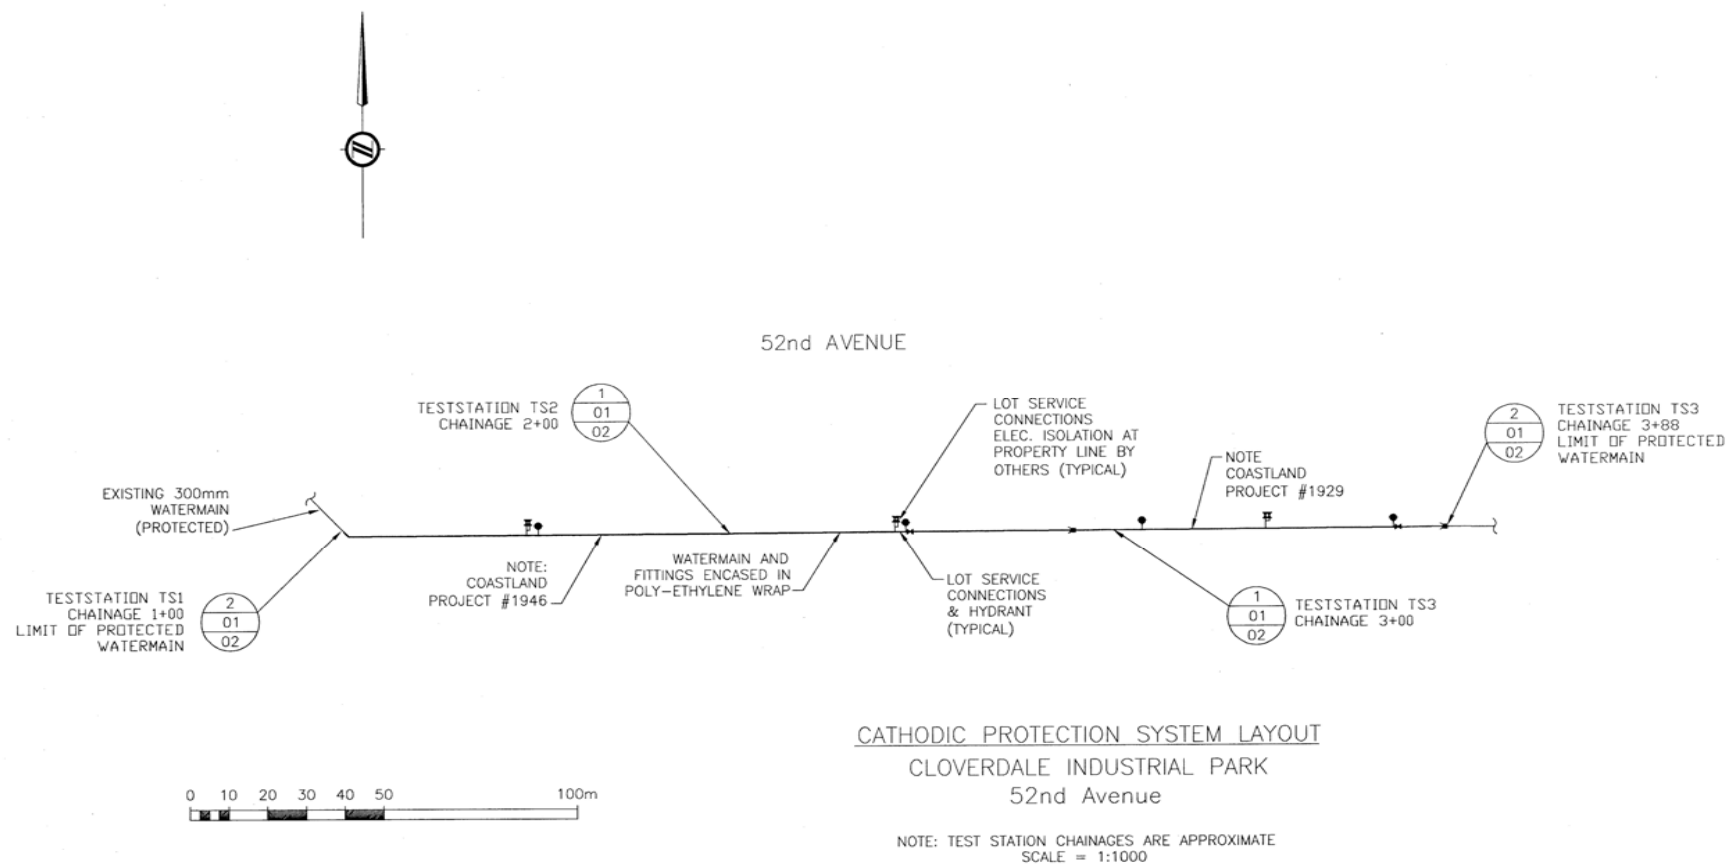 52nd AVENUE
TESTSTATION TS2
CHAINAGE 2+00
1
01
02
LOT SERVICE
CONNECTIONS
ELEC. ISOLATION AT
PROPERTY LINE BY
OTHERS (TYPICAL)
2
01
02
TESTSTATION TS3
CHAINAGE 3+88
LIMIT OF PROTECTED
WATERMAIN
NOTE
COASTLAND
PROJECT #1929
EXISTING 300mm
WATERMAIN
(PROTECTED)
NOTE:
COASTLAND
PROJECT #1946
WATERMAIN AND
FITTINGS ENCASED IN
POLY-ETHYLENE WRAP
LOT SERVICE
CONNECTIONS
& HYDRANT
(TYPICAL)
TESTSTATION TS1
CHAINAGE 1+00
LIMIT OF PROTECTED
WATERMAIN
2
01
02
1
01
02
TESTSTATION TS3
CHAINAGE 3+00
CATHODIC PROTECTION SYSTEM LAYOUT
CLOVERDALE INDUSTRIAL PARK
52nd Avenue
0 10 20 30 40 50 100m
NOTE: TEST STATION CHAINAGES ARE APPROXIMATE
SCALE = 1:1000